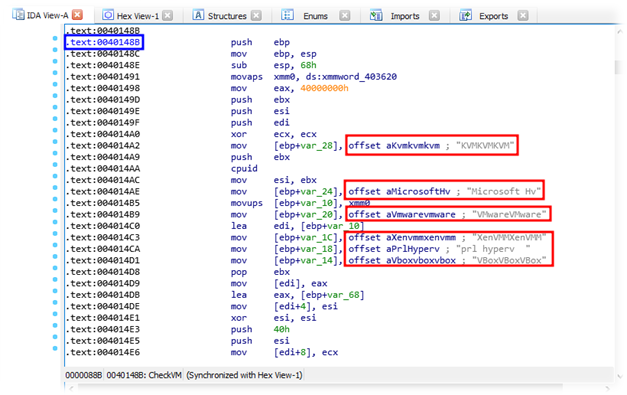 IDA View-A Hex View-1 Structures Enums Imports Exports
.text:0040148B
.text:0040148B push ebp
.text:0040148C mov ebp, esp
.text:0040148E sub esp, 68h
.text:00401491 movaps xmm0, ds:xmmword_403620
.text:00401498 mov eax, 40000000h
.text:0040149D push ebx
.text:0040149E push esi
.text:0040149F push edi
.text:004014A0 xor ecx, ecx
.text:004014A2 mov [ebp+var_28], offset aKvmkvmkvm ; "KVMKVMKVM"
.text:004014A9 push ebx
.text:004014AA cpuid
.text:004014AC mov esi, ebx
.text:004014AE mov [ebp+var_24], offset aMicrosoftHv ; "Microsoft Hv"
.text:004014B5 movups [ebp+var_10], xmm0
.text:004014B9 mov [ebp+var_20], offset aVmwarevmware ; "VMwareVMware"
.text:004014C0 lea edi, [ebp+var_10]
.text:004014C3 mov [ebp+var_1C], offset aXenvmmxenvmm ; "XenVMMXenVMM"
.text:004014CA mov [ebp+var_18], offset aPrlHyperv ; "prl hyperv  "
.text:004014D1 mov [ebp+var_14], offset aVboxvboxvbox ; "VBoxVBoxVBox"
.text:004014D8 pop ebx
.text:004014D9 mov [edi], eax
.text:004014DB lea eax, [ebp+var_68]
.text:004014DE mov [edi+4], esi
.text:004014E1 xor esi, esi
.text:004014E3 push 40h
.text:004014E5 push esi
.text:004014E6 mov [edi+8], ecx
0000088B 0040148B: CheckVM (Synchronized with Hex View-1)